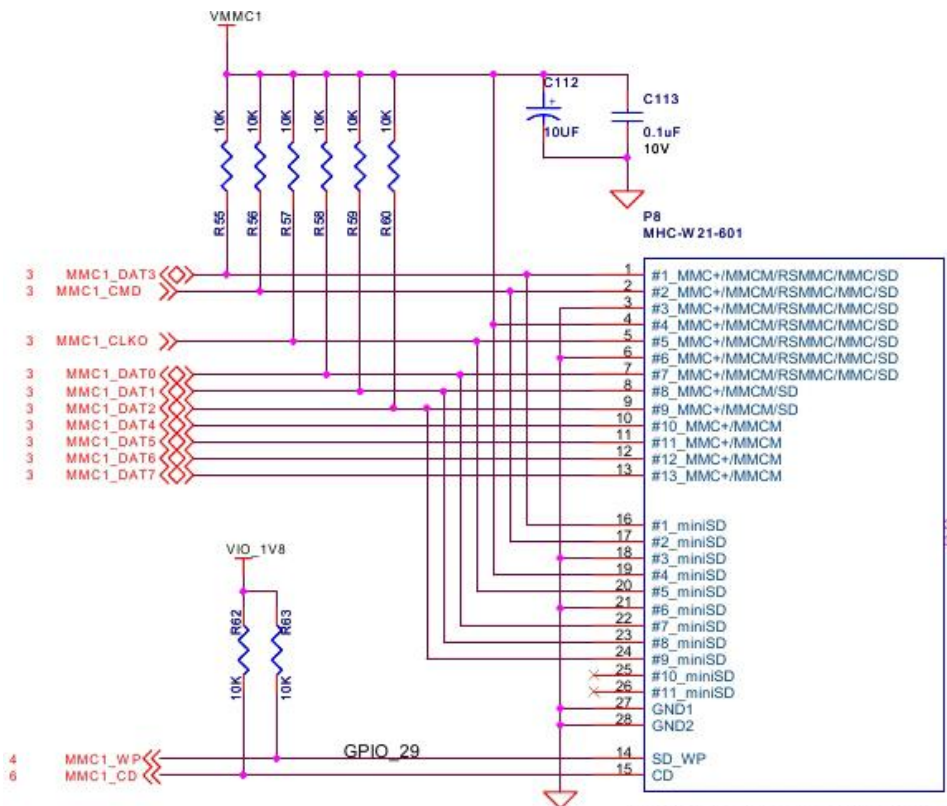 VMMC1
C112
10UF
C113
0.1uF
10V
10K 10K 10K 10K 10K 10K
R55 R56 R57 R58 R59 R60
P8
MHC-W21-601
3 MMC1_DAT3 1 #1_MMC+/MMCM/RSMMC/MMC/SD
3 MMC1_CMD 2 #2_MMC+/MMCM/RSMMC/MMC/SD
3 #3_MMC+/MMCM/RSMMC/MMC/SD
4 #4_MMC+/MMCM/RSMMC/MMC/SD
3 MMC1_CLKO 5 #5_MMC+/MMCM/RSMMC/MMC/SD
6 #6_MMC+/MMCM/RSMMC/MMC/SD
3 MMC1_DAT0 7 #7_MMC+/MMCM/RSMMC/MMC/SD
3 MMC1_DAT1 8 #8_MMC+/MMCM/SD
3 MMC1_DAT2 9 #9_MMC+/MMCM/SD
3 MMC1_DAT4 10 #10_MMC+/MMCM
3 MMC1_DAT5 11 #11_MMC+/MMCM
3 MMC1_DAT6 12 #12_MMC+/MMCM
3 MMC1_DAT7 13 #13_MMC+/MMCM
16 #1_miniSD
17 #2_miniSD
18 #3_miniSD
19 #4_miniSD
20 #5_miniSD
21 #6_miniSD
22 #7_miniSD
23 #8_miniSD
24 #9_miniSD
25 #10_miniSD
26 #11_miniSD
27 GND1
28 GND2
VIO_1V8
R62 R63
10K 10K
4 MMC1_WP GPIO_29 14 SD_WP
6 MMC1_CD 15 CD